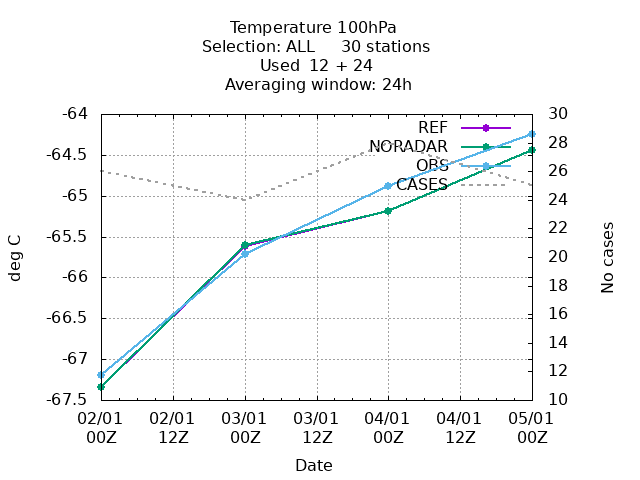 Temperature 100hPa
Selection: ALL 30 stations
Used 12 + 24
Averaging window: 24h
-64
-64.5
-65
-65.5
-66
-66.5
-67
-67.5
deg C
30
28
26
24
22
20
18
16
14
12
10
No cases
REF
NORADAR
OBS
CASES
02/01 02/01 03/01 03/01 04/01 04/01 05/01
00Z 12Z 00Z 12Z 00Z 12Z 00Z
Date